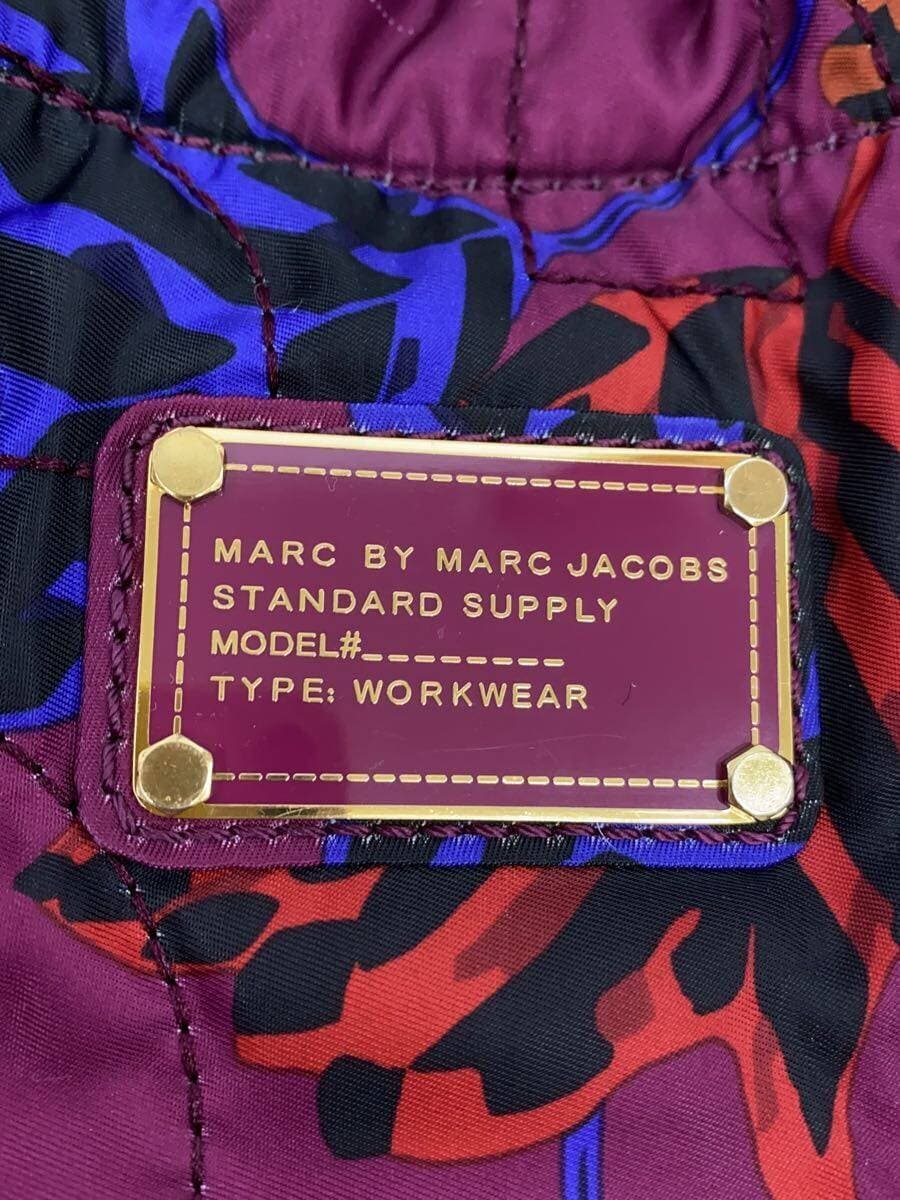 MARC BY MARC JACOBS
STANDARD SUPPLY
MODEL#________
TYPE: WORKWEAR